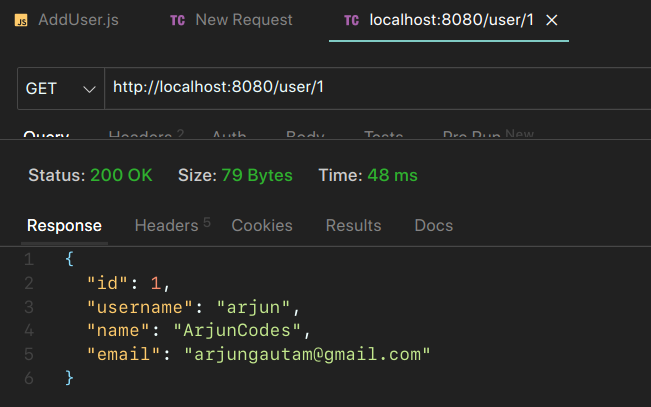 JS AddUser.js TC New Request TC localhost:8080/user/1 ×
GET http://localhost:8080/user/1
Query Headers 2 Auth Body Tests Pre Run New
Status: 200 OK Size: 79 Bytes Time: 48 ms
Response Headers 5 Cookies Results Docs
1 {
2 "id": 1,
3 "username": "arjun",
4 "name": "ArjunCodes",
5 "email": "arjungautam@gmail.com"
6 }